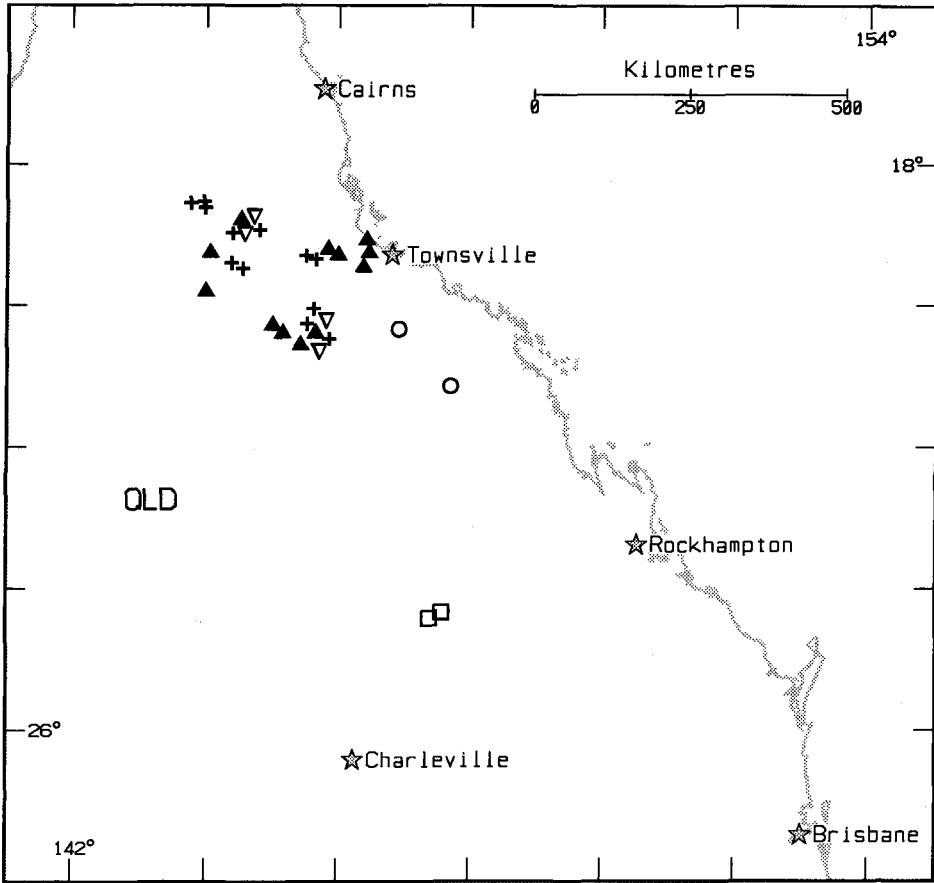 154°
Kilometres
Cairns
0 250 500
18°
Townsville
QLD
Rockhampton
26°
Charleville
Brisbane
142°